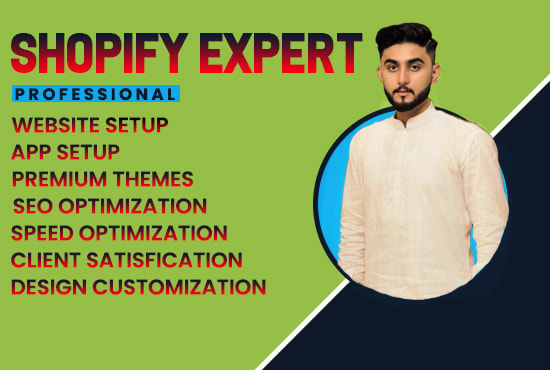 SHOPIFY EXPERT
PROFESSIONAL
WEBSITE SETUP
APP SETUP
PREMIUM THEMES
SEO OPTIMIZATION
SPEED OPTIMIZATION
CLIENT SATISFICATION
DESIGN CUSTOMIZATION